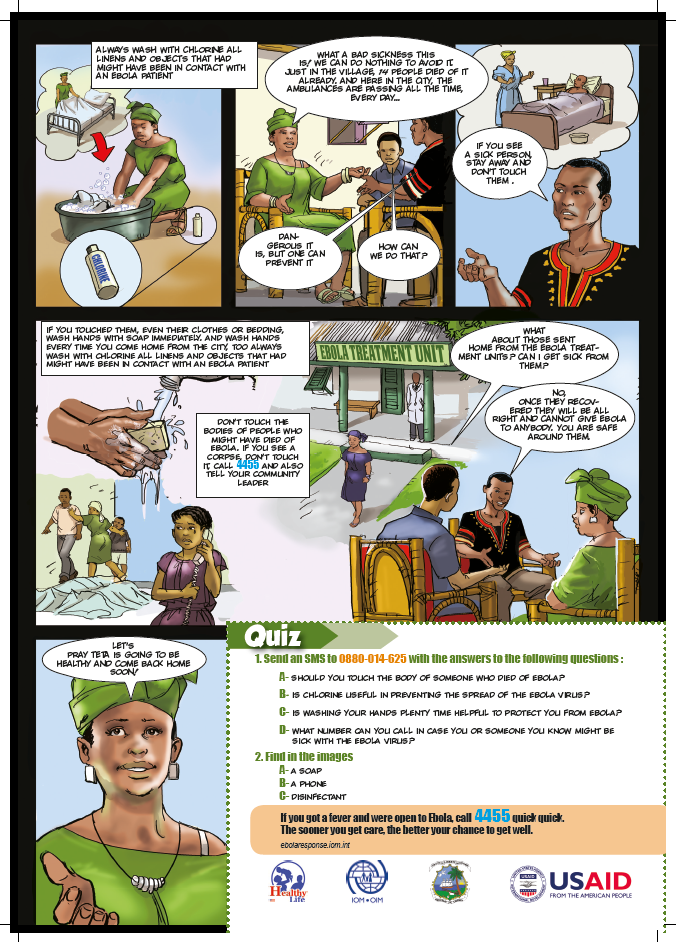 ALWAYS WASH WITH CHLORINE ALL
LINENS AND OBJECTS THAT HAD
MIGHT HAVE BEEN IN CONTACT WITH
AN EBOLA PATIENT
CHLORINE
WHAT A BAD SICKNESS THIS
IS! WE CAN DO NOTHING TO AVOID IT.
JUST IN THE VILLAGE, 14 PEOPLE DIED OF IT
ALREADY. AND HERE IN THE CITY, THE
AMBULANCES ARE PASSING ALL THE TIME,
EVERY DAY...
DAN-
GEROUS IT
IS, BUT ONE CAN
PREVENT IT
HOW CAN
WE DO THAT?
IF YOU SEE
A SICK PERSON,
STAY AWAY AND
DON'T TOUCH
THEM .
IF YOU TOUCHED THEM, EVEN THEIR CLOTHES OR BEDDING,
WASH HANDS WITH SOAP IMMEDIATELY. AND WASH HANDS
EVERY TIME YOU COME HOME FROM THE CITY, TOO ALWAYS
WASH WITH CHLORINE ALL LINENS AND OBJECTS THAT HAD
MIGHT HAVE BEEN IN CONTACT WITH AN EBOLA PATIENT
DON'T TOUCH THE
BODIES OF PEOPLE WHO
MIGHT HAVE DIED OF
EBOLA. IF YOU SEE A
CORPSE, DON'T TOUCH
IT, CALL 4455 AND ALSO
TELL YOUR COMMUNITY
LEADER
EBOLA TREATMENT UNIT
WHAT
ABOUT THOSE SENT
HOME FROM THE EBOLA TREAT-
MENT UNITS? CAN I GET SICK FROM
THEM?
NO,
ONCE THEY RECOV-
ERED THEY WILL BE ALL
RIGHT AND CANNOT GIVE EBOLA
TO ANYBODY. YOU ARE SAFE
AROUND THEM.
LET'S
PRAY TETA IS GOING TO BE
HEALTHY AND COME BACK HOME
SOON!
Quiz
1. Send an SMS to 0880-014-625 with the answers to the following questions :
A- SHOULD YOU TOUCH THE BODY OF SOMEONE WHO DIED OF EBOLA?
B- IS CHLORINE USEFUL IN PREVENTING THE SPREAD OF THE EBOLA VIRUS?
C- IS WASHING YOUR HANDS PLENTY TIME HELPFUL TO PROTECT YOU FROM EBOLA?
D- WHAT NUMBER CAN YOU CALL IN CASE YOU OR SOMEONE YOU KNOW MIGHT BE
SICK WITH THE EBOLA VIRUS?
2. Find in the images
A- A SOAP
B- A PHONE
C- DISINFECTANT
If you got a fever and were open to Ebola, call 4455 quick quick.
The sooner you get care, the better your chance to get well.
ebolaresponse.iom.int
Healthy
Life
IOM • OIM
USAID
USAID
FROM THE AMERICAN PEOPLE